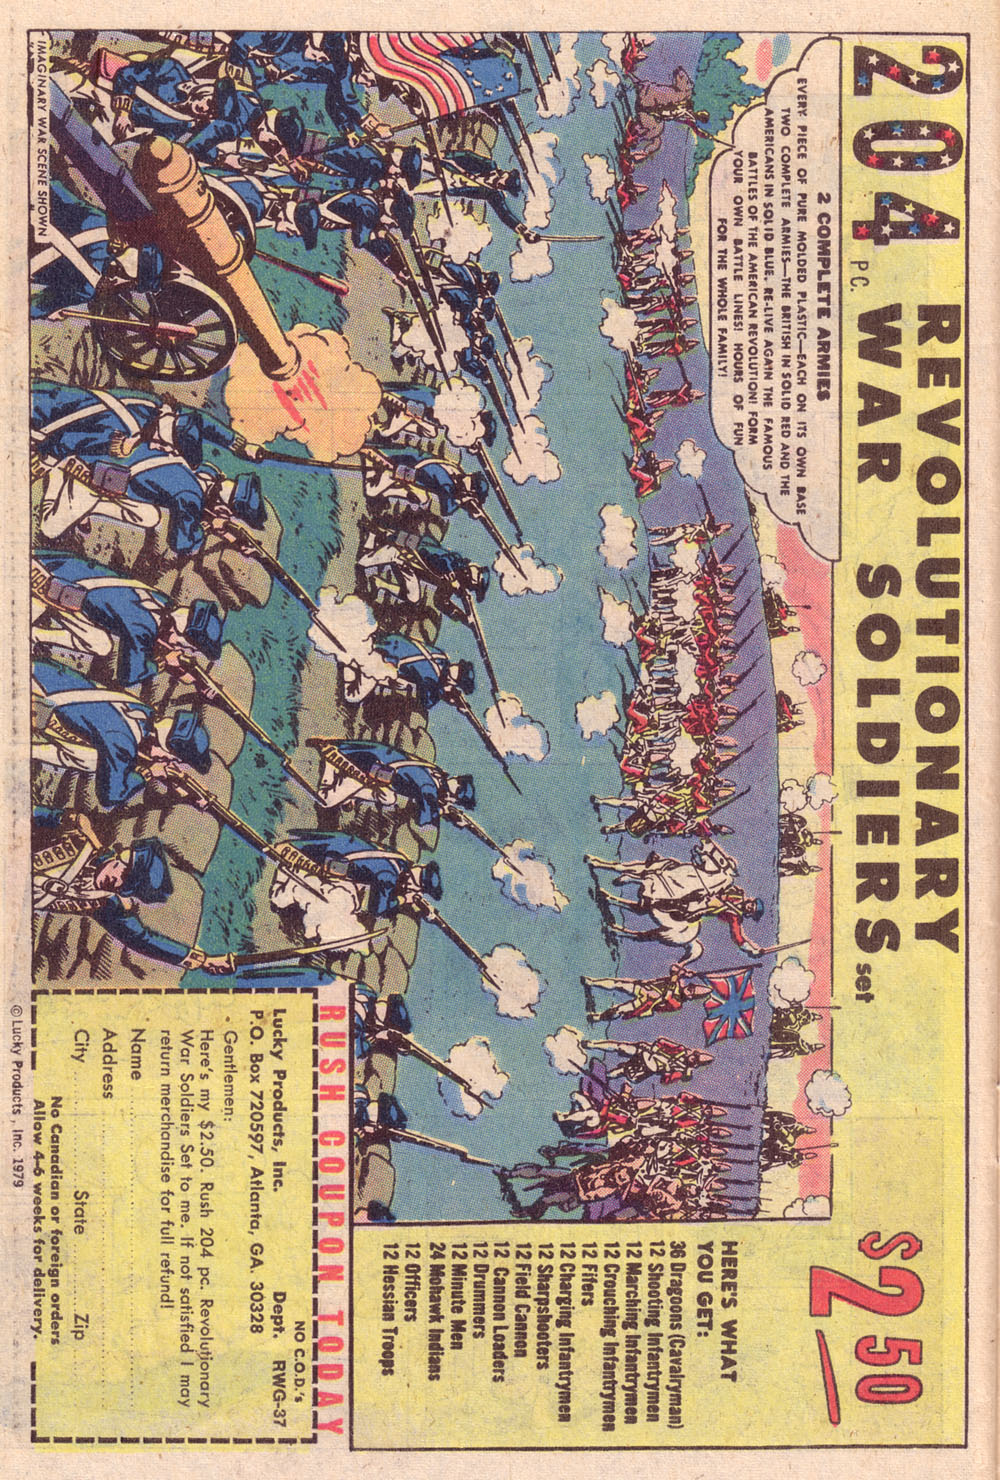 204 REVOLUTIONARY
P.C. WAR SOLDIERS set
$2 50
2 COMPLETE ARMIES
EVERY PIECE OF PURE MOLDED PLASTIC—EACH ON ITS OWN BASE
TWO COMPLETE ARMIES—THE BRITISH IN SOLID RED AND THE
AMERICANS IN SOLID BLUE. RE-LIVE AGAIN THE FAMOUS
BATTLES OF THE AMERICAN REVOLUTION! FORM
YOUR OWN BATTLE LINES! HOURS OF FUN
FOR THE WHOLE FAMILY!
HERE'S WHAT
YOU GET:
36 Dragoons (Cavalryman)
12 Shooting Infantrymen
12 Marching Infantrymen
12 Crouching Infantrymen
12 Fifers
12 Charging Infantrymen
12 Sharpshooters
12 Field Cannon
12 Cannon Loaders
12 Drummers
12 Minute Men
24 Mohawk Indians
12 Officers
12 Hessian Troops
RUSH COUPON TODAY
NO C.O.D.'s
Lucky Products, Inc. Dept. RWG-37
P.O. Box 720597, Atlanta, GA. 30328
Gentlemen:
Here's my $2.50. Rush 204 pc. Revolutionary
War Soldiers Set to me. If not satisfied I may
return merchandise for full refund!
Name
Address
City State Zip
No Canadian or foreign orders
Allow 4-6 weeks for delivery.
IMAGINARY WAR SCENE SHOWN
© Lucky Products, Inc. 1979